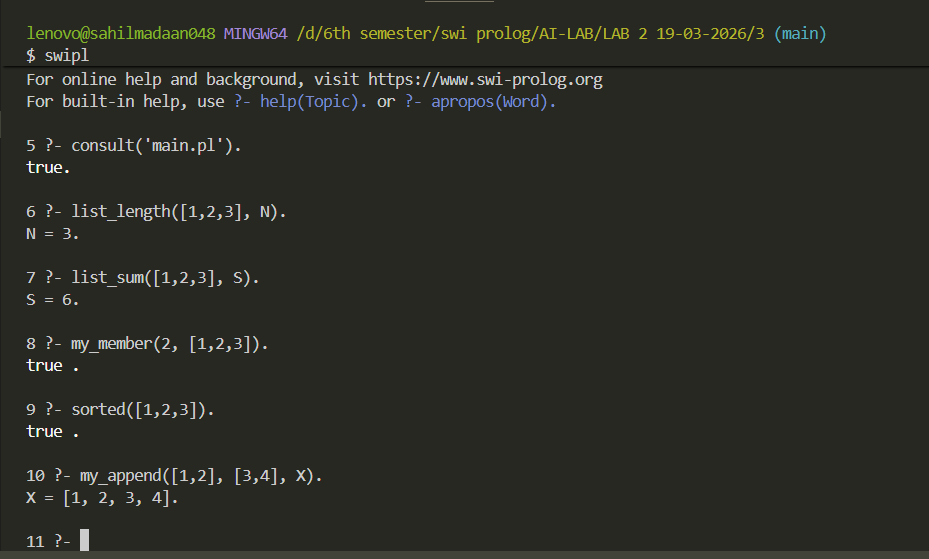 lenovo@sahilmadaan048 MINGW64 /d/6th semester/swi prolog/AI-LAB/LAB 2 19-03-2026/3 (main)
$ swipl
For online help and background, visit https://www.swi-prolog.org
For built-in help, use ?- help(Topic). or ?- apropos(Word).
5 ?- consult('main.pl').
true.
6 ?- list_length([1,2,3], N).
N = 3.
7 ?- list_sum([1,2,3], S).
S = 6.
8 ?- my_member(2, [1,2,3]).
true .
9 ?- sorted([1,2,3]).
true .
10 ?- my_append([1,2], [3,4], X).
X = [1, 2, 3, 4].
11 ?-